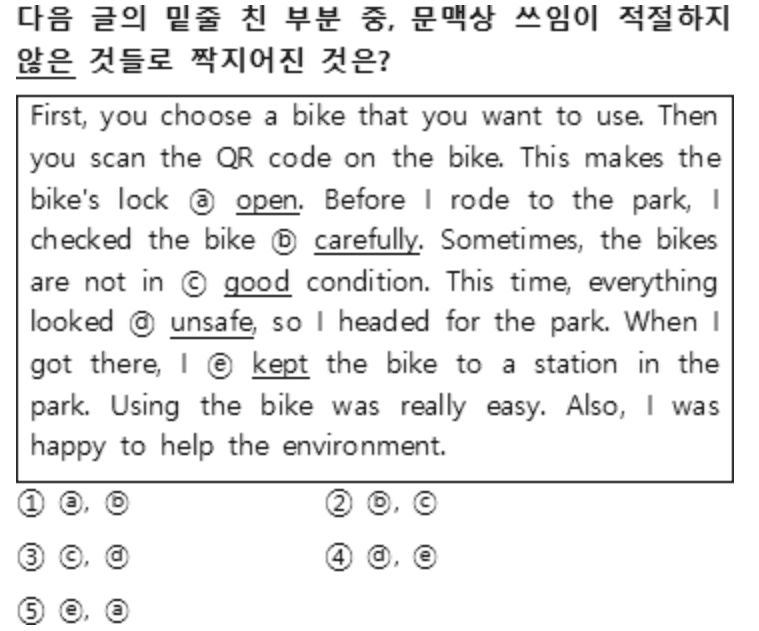 다음 글의 밑줄 친 부분 중, 문맥상 쓰임이 적절하지
않은 것들로 짝지어진 것은?
First, you choose a bike that you want to use. Then
you scan the QR code on the bike. This makes the
bike's lock ⓐ open. Before I rode to the park, I
checked the bike ⓑ carefully. Sometimes, the bikes
are not in ⓒ good condition. This time, everything
looked ⓓ unsafe, so I headed for the park. When I
got there, I ⓔ kept the bike to a station in the
park. Using the bike was really easy. Also, I was
happy to help the environment.
① ⓐ, ⓑ ② ⓑ, ⓒ
③ ⓒ, ⓓ ④ ⓓ, ⓔ
⑤ ⓔ, ⓐ